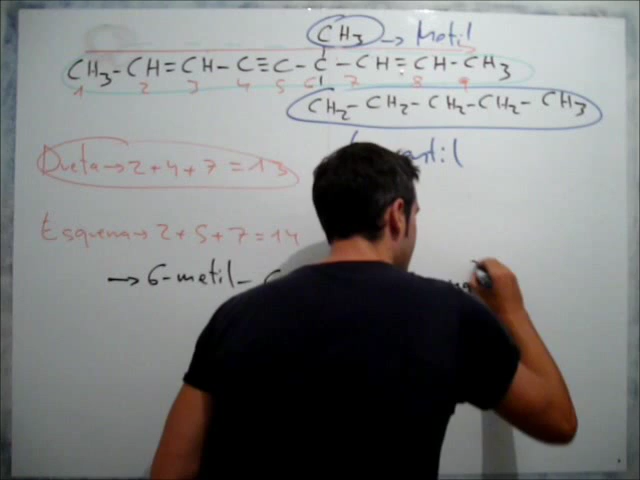 CH3 → Metil
CH3-CH=CH-C≡C-C-CH=CH-CH3
1 2 3 4 5 6 7 8 9
CH2-CH2-CH2-CH2-CH3
Dreta→2+4+7=13
Esquerra→2+5+7=14
→6-metil-6